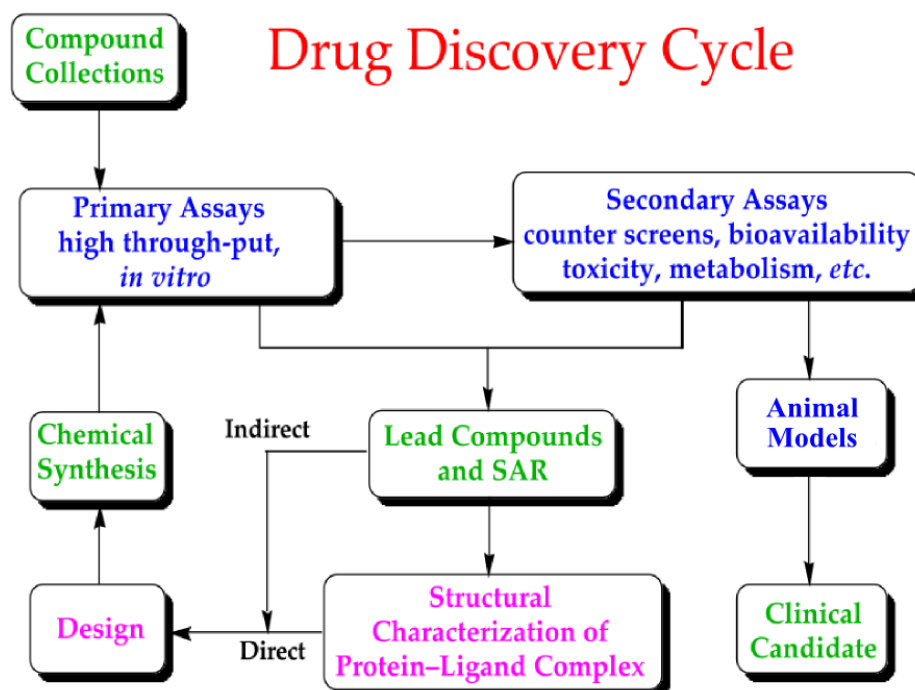 Compound
Collections
Drug Discovery Cycle
Primary Assays
high through-put,
in vitro
Secondary Assays
counter screens, bioavailability
toxicity, metabolism, etc.
Chemical
Synthesis
Indirect
Lead Compounds
and SAR
Animal
Models
Design
Direct
Structural
Characterization of
Protein–Ligand Complex
Clinical
Candidate